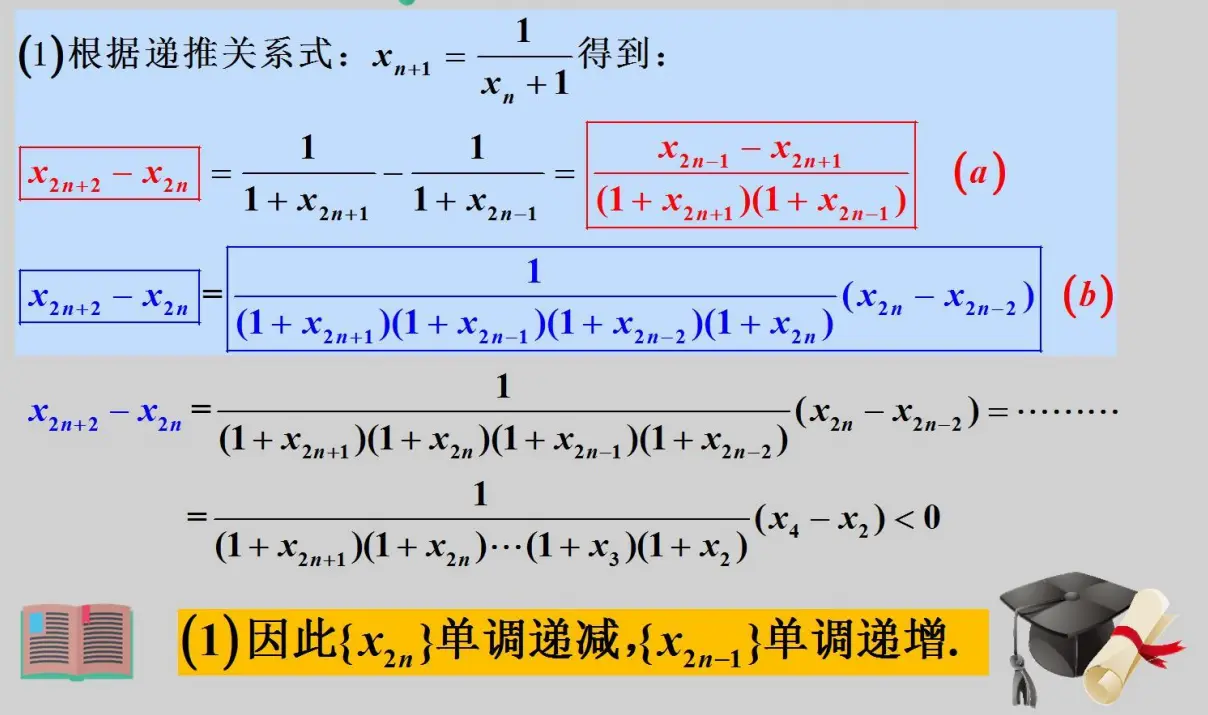 (1)根据递推关系式：x_{n+1} = \frac{1}{x_n + 1}得到：
x_{2n+2} − x_{2n} = \frac{1}{1 + x_{2n+1}} − \frac{1}{1 + x_{2n−1}} = \frac{x_{2n−1} − x_{2n+1}}{(1 + x_{2n+1})(1 + x_{2n−1})} (a)
x_{2n+2} − x_{2n} = \frac{1}{(1 + x_{2n+1})(1 + x_{2n−1})(1 + x_{2n−2})(1 + x_{2n})}(x_{2n} − x_{2n−2}) (b)
x_{2n+2} − x_{2n} = \frac{1}{(1 + x_{2n+1})(1 + x_{2n})(1 + x_{2n−1})(1 + x_{2n−2})}(x_{2n} − x_{2n−2}) = ⋯⋯⋯
= \frac{1}{(1 + x_{2n+1})(1 + x_{2n})⋯(1 + x_3)(1 + x_2)}(x_4 − x_2) < 0
(1)因此{x_{2n}}单调递减,{x_{2n−1}}单调递增.